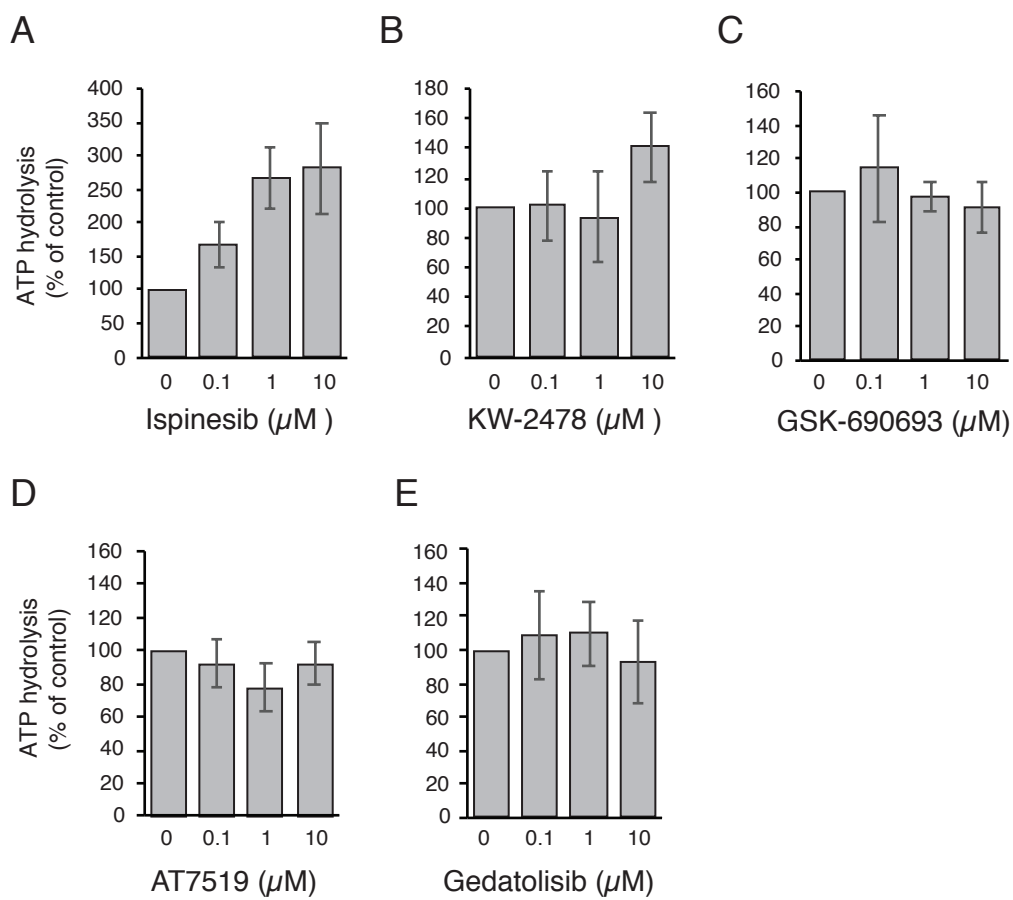 A
ATP hydrolysis
(% of control)
400
350
300
250
200
150
100
50
0
0 0.1 1 10
Ispinesib (µM )
B
180
160
140
120
100
80
60
40
20
0
0 0.1 1 10
KW-2478 (µM )
C
160
140
120
100
80
60
40
20
0
0 0.1 1 10
GSK-690693 (µM)
D
ATP hydrolysis
(% of control)
160
140
120
100
80
60
40
20
0
0 0.1 1 10
AT7519 (µM)
E
160
140
120
100
80
60
40
20
0
0 0.1 1 10
Gedatolisib (µM)